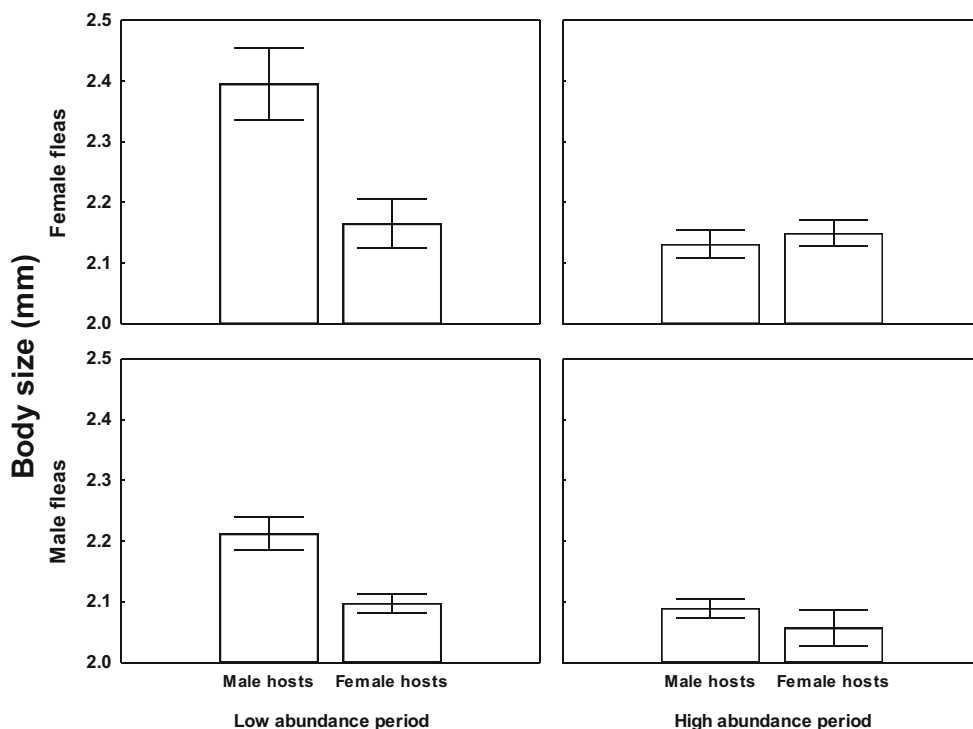 2.5
2.4
2.3
2.2
2.1
2.0
Female fleas
Body size (mm)
2.5
2.4
2.3
2.2
2.1
2.0
Male fleas
Male hosts Female hosts Male hosts Female hosts
Low abundance period High abundance period